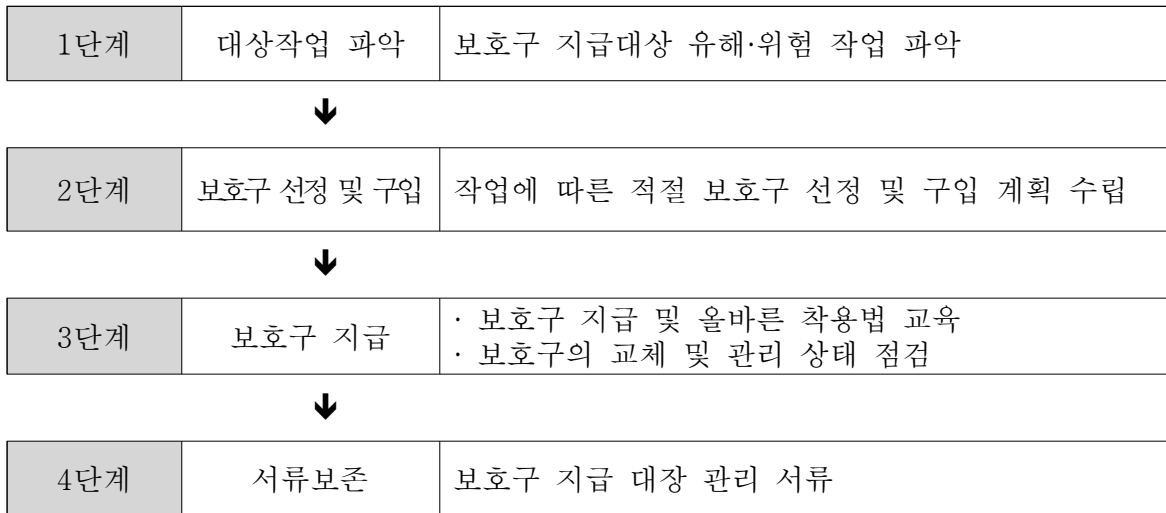 1단계 대상작업 파악 보호구 지급대상 유해·위험 작업 파악
🡻
2단계 보호구 선정 및 구입 작업에 따른 적절 보호구 선정 및 구입 계획 수립
🡻
3단계 보호구 지급 · 보호구 지급 및 올바른 착용법 교육
· 보호구의 교체 및 관리 상태 점검
🡻
4단계 서류보존 보호구 지급 대장 관리 서류